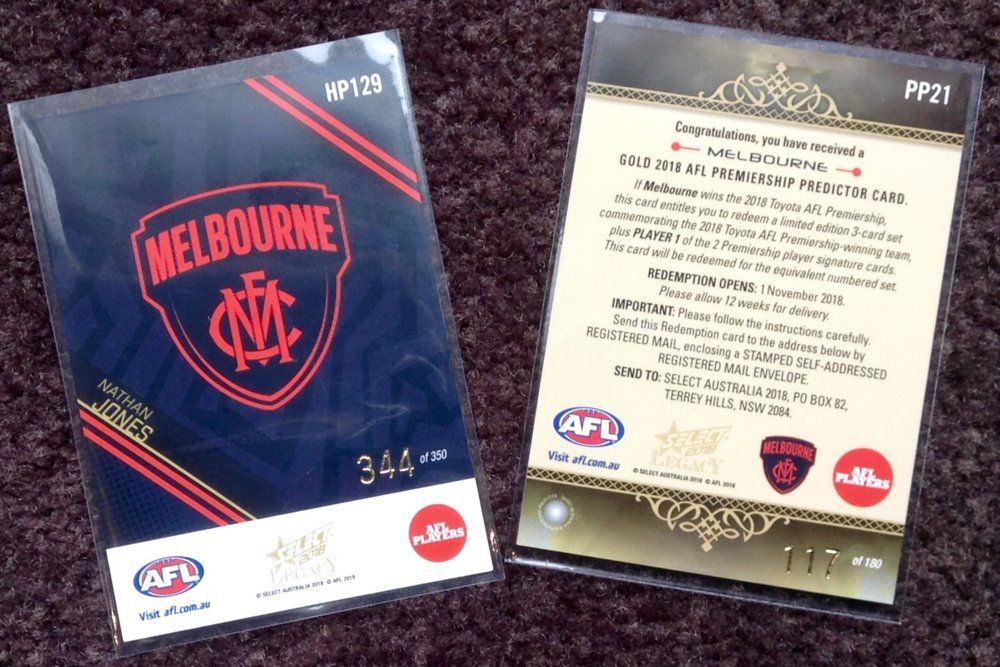 HP129
MELBOURNE
MFC
NATHAN
JONES
344 of 350
AFL
Visit afl.com.au
SELECT
2018
LEGACY
© SELECT AUSTRALIA 2018 © AFL 2018
AFL
PLAYERS
PP21
Congratulations, you have received a
MELBOURNE
GOLD 2018 AFL PREMIERSHIP PREDICTOR CARD.
If Melbourne wins the 2018 Toyota AFL Premiership,
this card entitles you to redeem a limited edition 3-card set
commemorating the 2018 Toyota AFL Premiership-winning team,
plus PLAYER 1 of the 2 Premiership player signature cards.
This card will be redeemed for the equivalent numbered set.
REDEMPTION OPENS: 1 November 2018.
Please allow 12 weeks for delivery.
IMPORTANT: Please follow the instructions carefully.
Send this Redemption card to the address below by
REGISTERED MAIL, enclosing a STAMPED SELF-ADDRESSED
REGISTERED MAIL ENVELOPE.
SEND TO: SELECT AUSTRALIA 2018, PO BOX 82,
TERREY HILLS, NSW 2084.
AFL
Visit afl.com.au
SELECT
2018
LEGACY
© SELECT AUSTRALIA 2018 © AFL 2018
MELBOURNE
MFC
AFL
PLAYERS
117 of 180